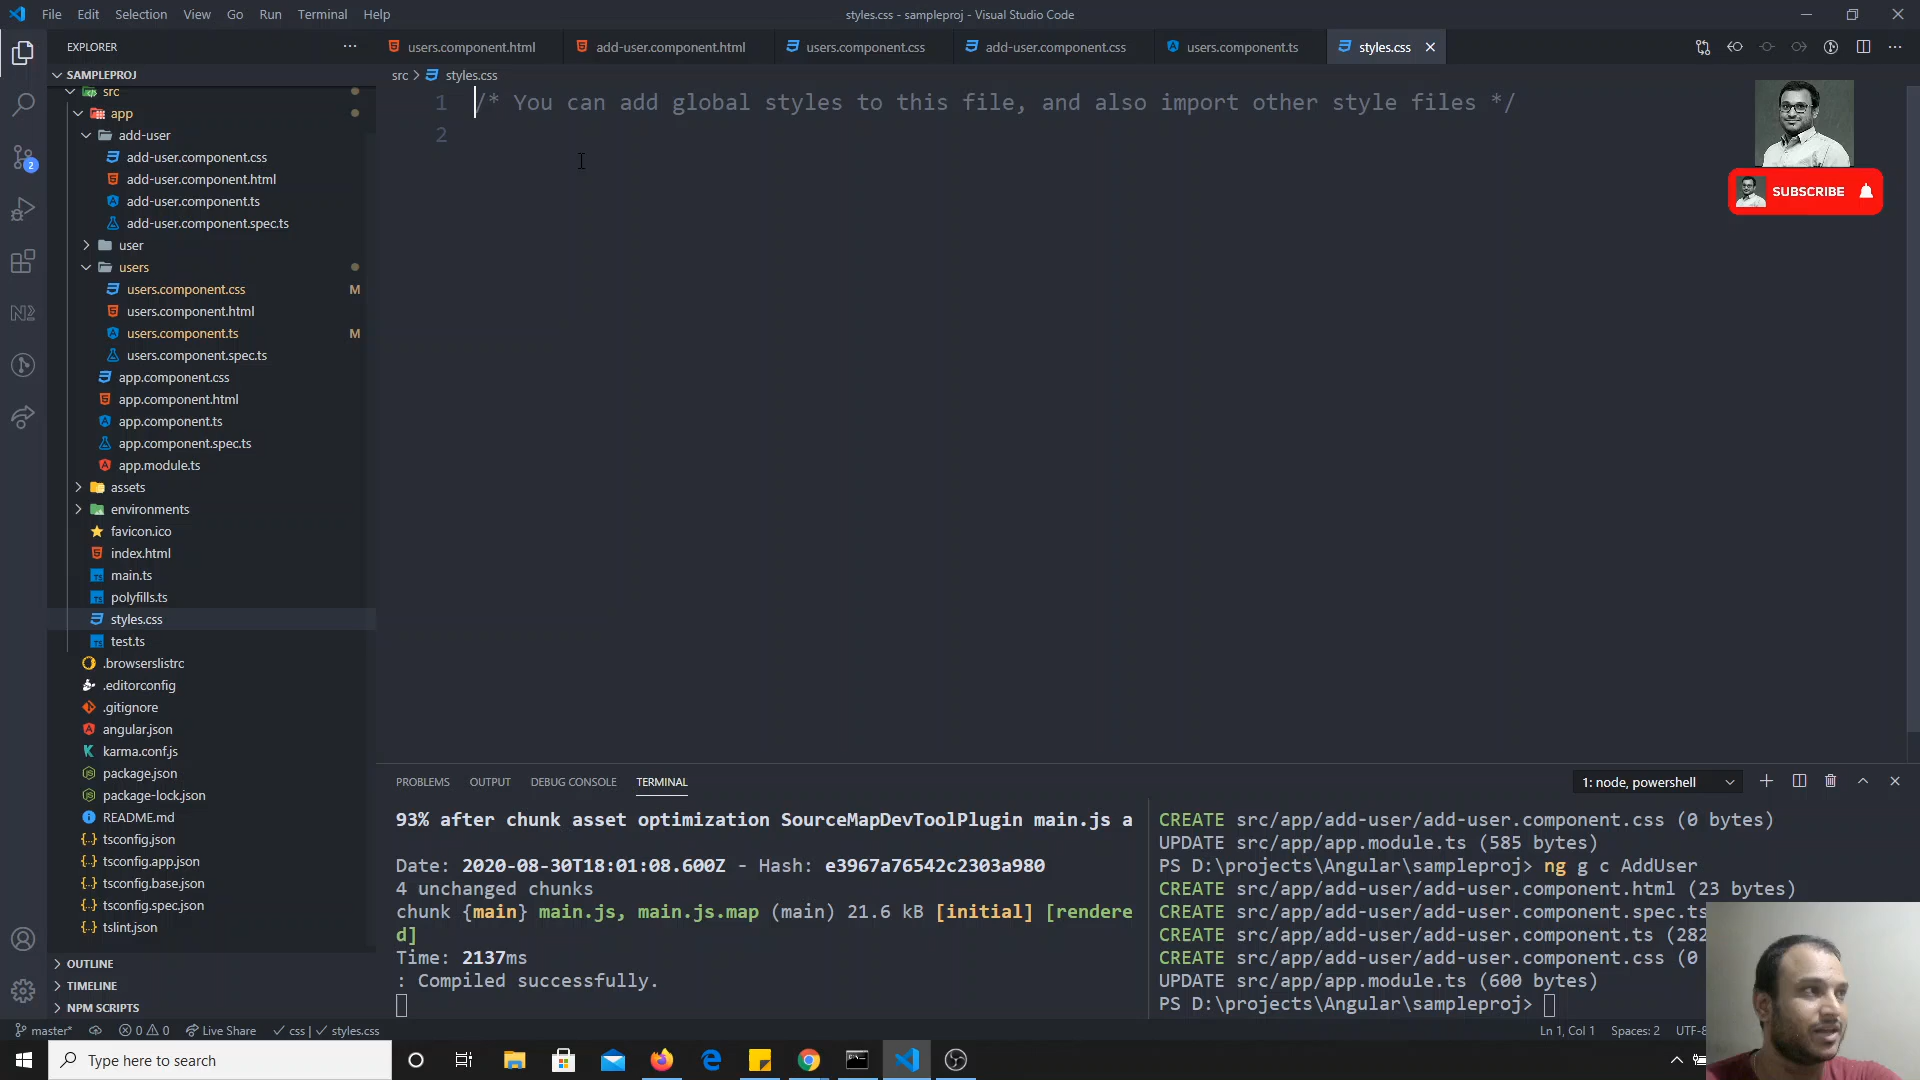 File Edit Selection View Go Run Terminal Help
styles.css - sampleproj - Visual Studio Code
EXPLORER
users.component.html
add-user.component.html
users.component.css
add-user.component.css
users.component.ts
styles.css
SAMPLEPROJ
src
app
add-user
add-user.component.css
add-user.component.html
add-user.component.ts
add-user.component.spec.ts
user
users
users.component.css M
users.component.html
users.component.ts M
users.component.spec.ts
app.component.css
app.component.html
app.component.ts
app.component.spec.ts
app.module.ts
assets
environments
favicon.ico
index.html
main.ts
polyfills.ts
styles.css
test.ts
.browserslistrc
.editorconfig
.gitignore
angular.json
karma.conf.js
package.json
package-lock.json
README.md
tsconfig.json
tsconfig.app.json
tsconfig.base.json
tsconfig.spec.json
tslint.json
OUTLINE
TIMELINE
NPM SCRIPTS
2
src > styles.css
1 /* You can add global styles to this file, and also import other style files */
2
SUBSCRIBE
PROBLEMS OUTPUT DEBUG CONSOLE TERMINAL
1: node, powershell
93% after chunk asset optimization SourceMapDevToolPlugin main.js a
Date: 2020-08-30T18:01:08.600Z - Hash: e3967a76542c2303a980
4 unchanged chunks
chunk {main} main.js, main.js.map (main) 21.6 kB [initial] [rendere
d]
Time: 2137ms
: Compiled successfully.
CREATE src/app/add-user/add-user.component.css (0 bytes)
UPDATE src/app/app.module.ts (585 bytes)
PS D:\projects\Angular\sampleproj> ng g c AddUser
CREATE src/app/add-user/add-user.component.html (23 bytes)
CREATE src/app/add-user/add-user.component.spec.ts
CREATE src/app/add-user/add-user.component.ts (282
CREATE src/app/add-user/add-user.component.css (0
UPDATE src/app/app.module.ts (600 bytes)
PS D:\projects\Angular\sampleproj>
master* 0 0 Live Share css | styles.css
Ln 1, Col 1 Spaces: 2 UTF-8
Type here to search